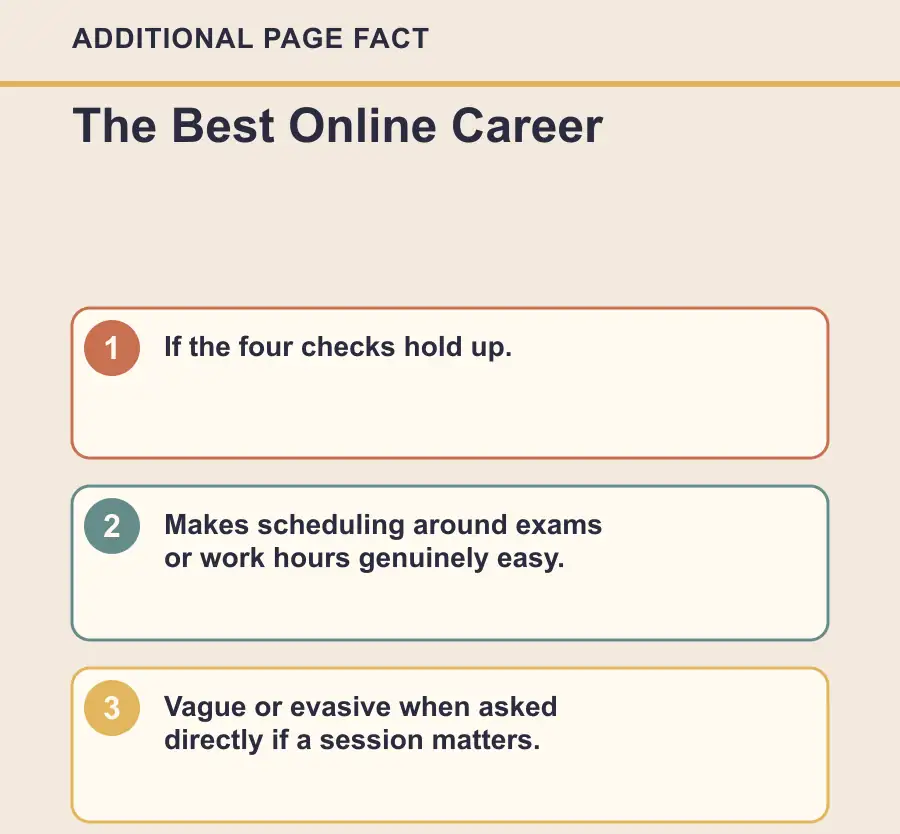 ADDITIONAL PAGE FACT
The Best Online Career
1
If the four checks hold up.
2
Makes scheduling around exams
or work hours genuinely easy.
3
Vague or evasive when asked
directly if a session matters.